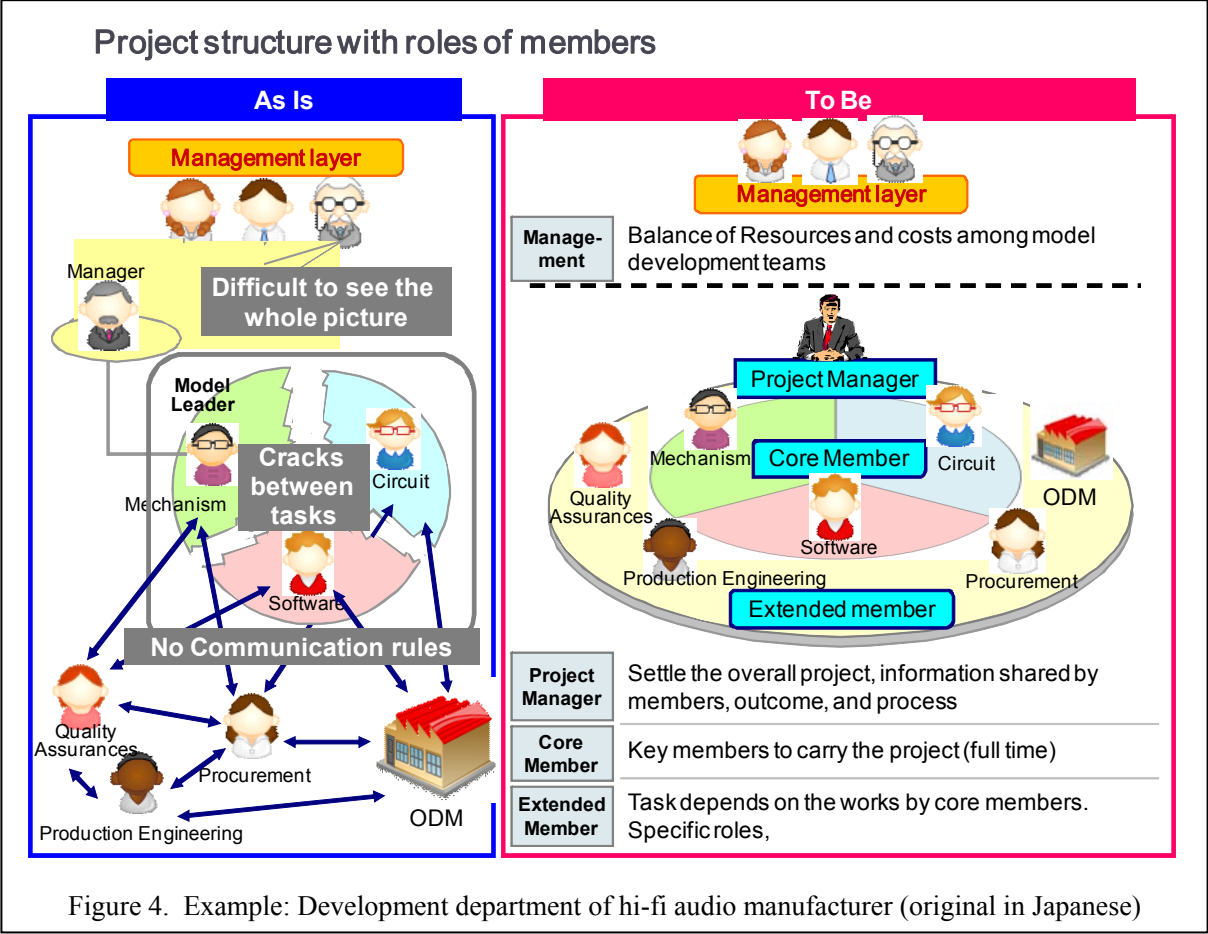 Project structure with roles of members
As Is
Management layer
Manager
Difficult to see the
whole picture
Model
Leader
Cracks
between
tasks
Mechanism
Circuit
Software
No Communication rules
Quality
Assurances
Procurement
Production Engineering
ODM
To Be
Management layer
Manage-
ment
Balance of Resources and costs among model
development teams
Project Manager
Mechanism
Core Member
Circuit
Quality
Assurances
ODM
Software
Production Engineering
Procurement
Extended member
Project
Manager
Settle the overall project, information shared by
members, outcome, and process
Core
Member
Key members to carry the project (full time)
Extended
Member
Task depends on the works by core members.
Specific roles,
Figure 4. Example: Development department of hi-fi audio manufacturer (original in Japanese)